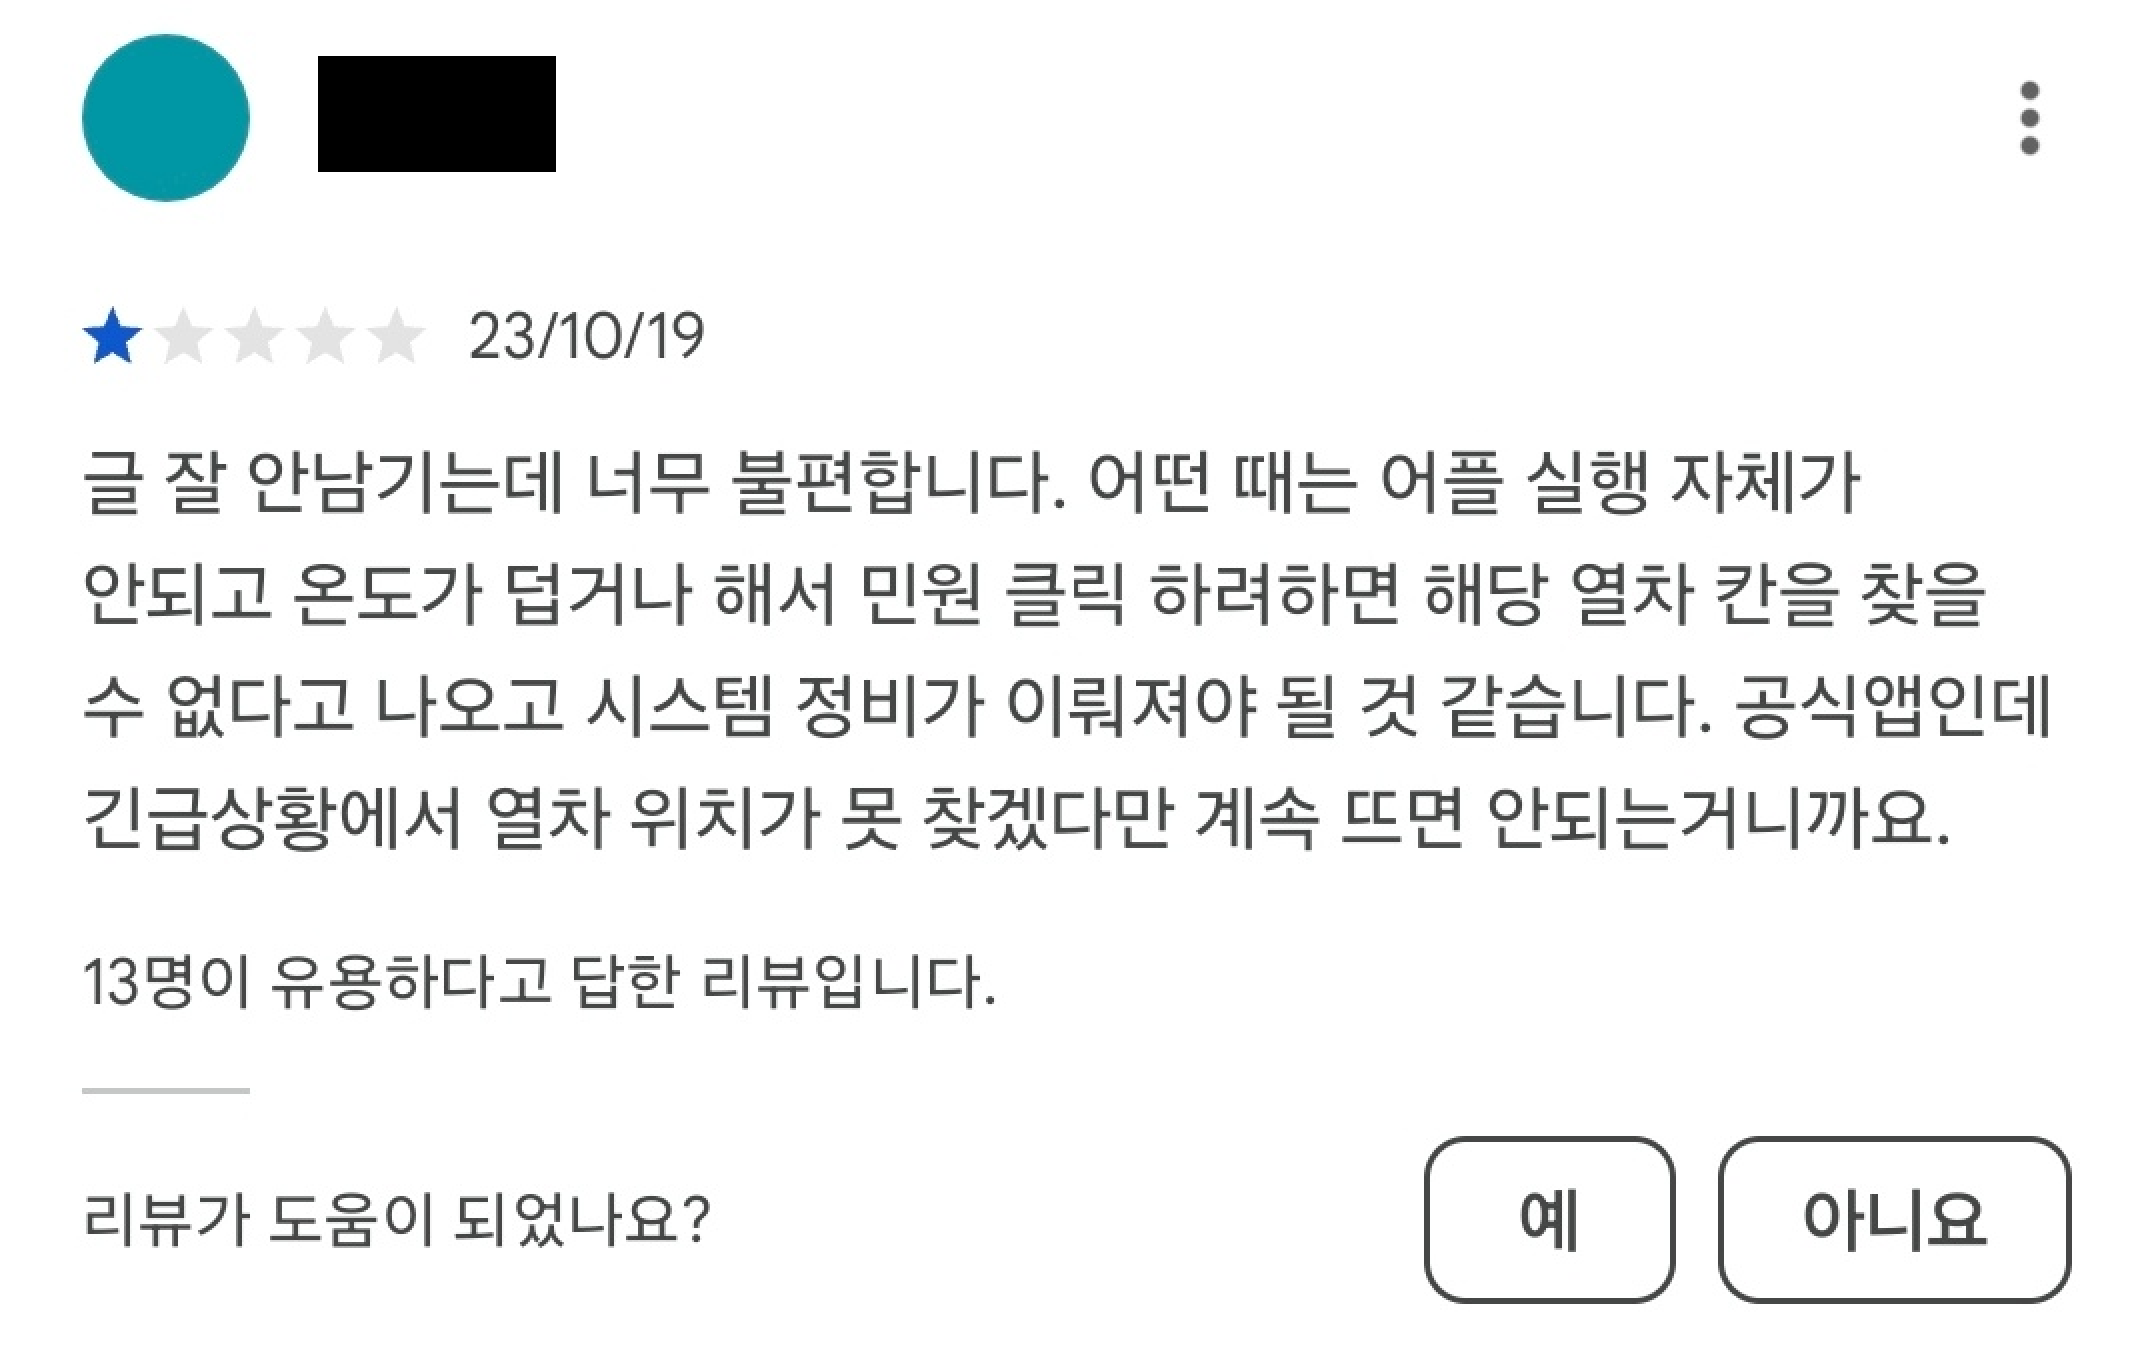 23/10/19
글 잘 안남기는데 너무 불편합니다. 어떤 때는 어플 실행 자체가
안되고 온도가 덥거나 해서 민원 클릭 하려하면 해당 열차 칸을 찾을
수 없다고 나오고 시스템 정비가 이뤄져야 될 것 같습니다. 공식앱인데
긴급상황에서 열차 위치가 못 찾겠다만 계속 뜨면 안되는거니까요.
13명이 유용하다고 답한 리뷰입니다.
리뷰가 도움이 되었나요?
예
아니요